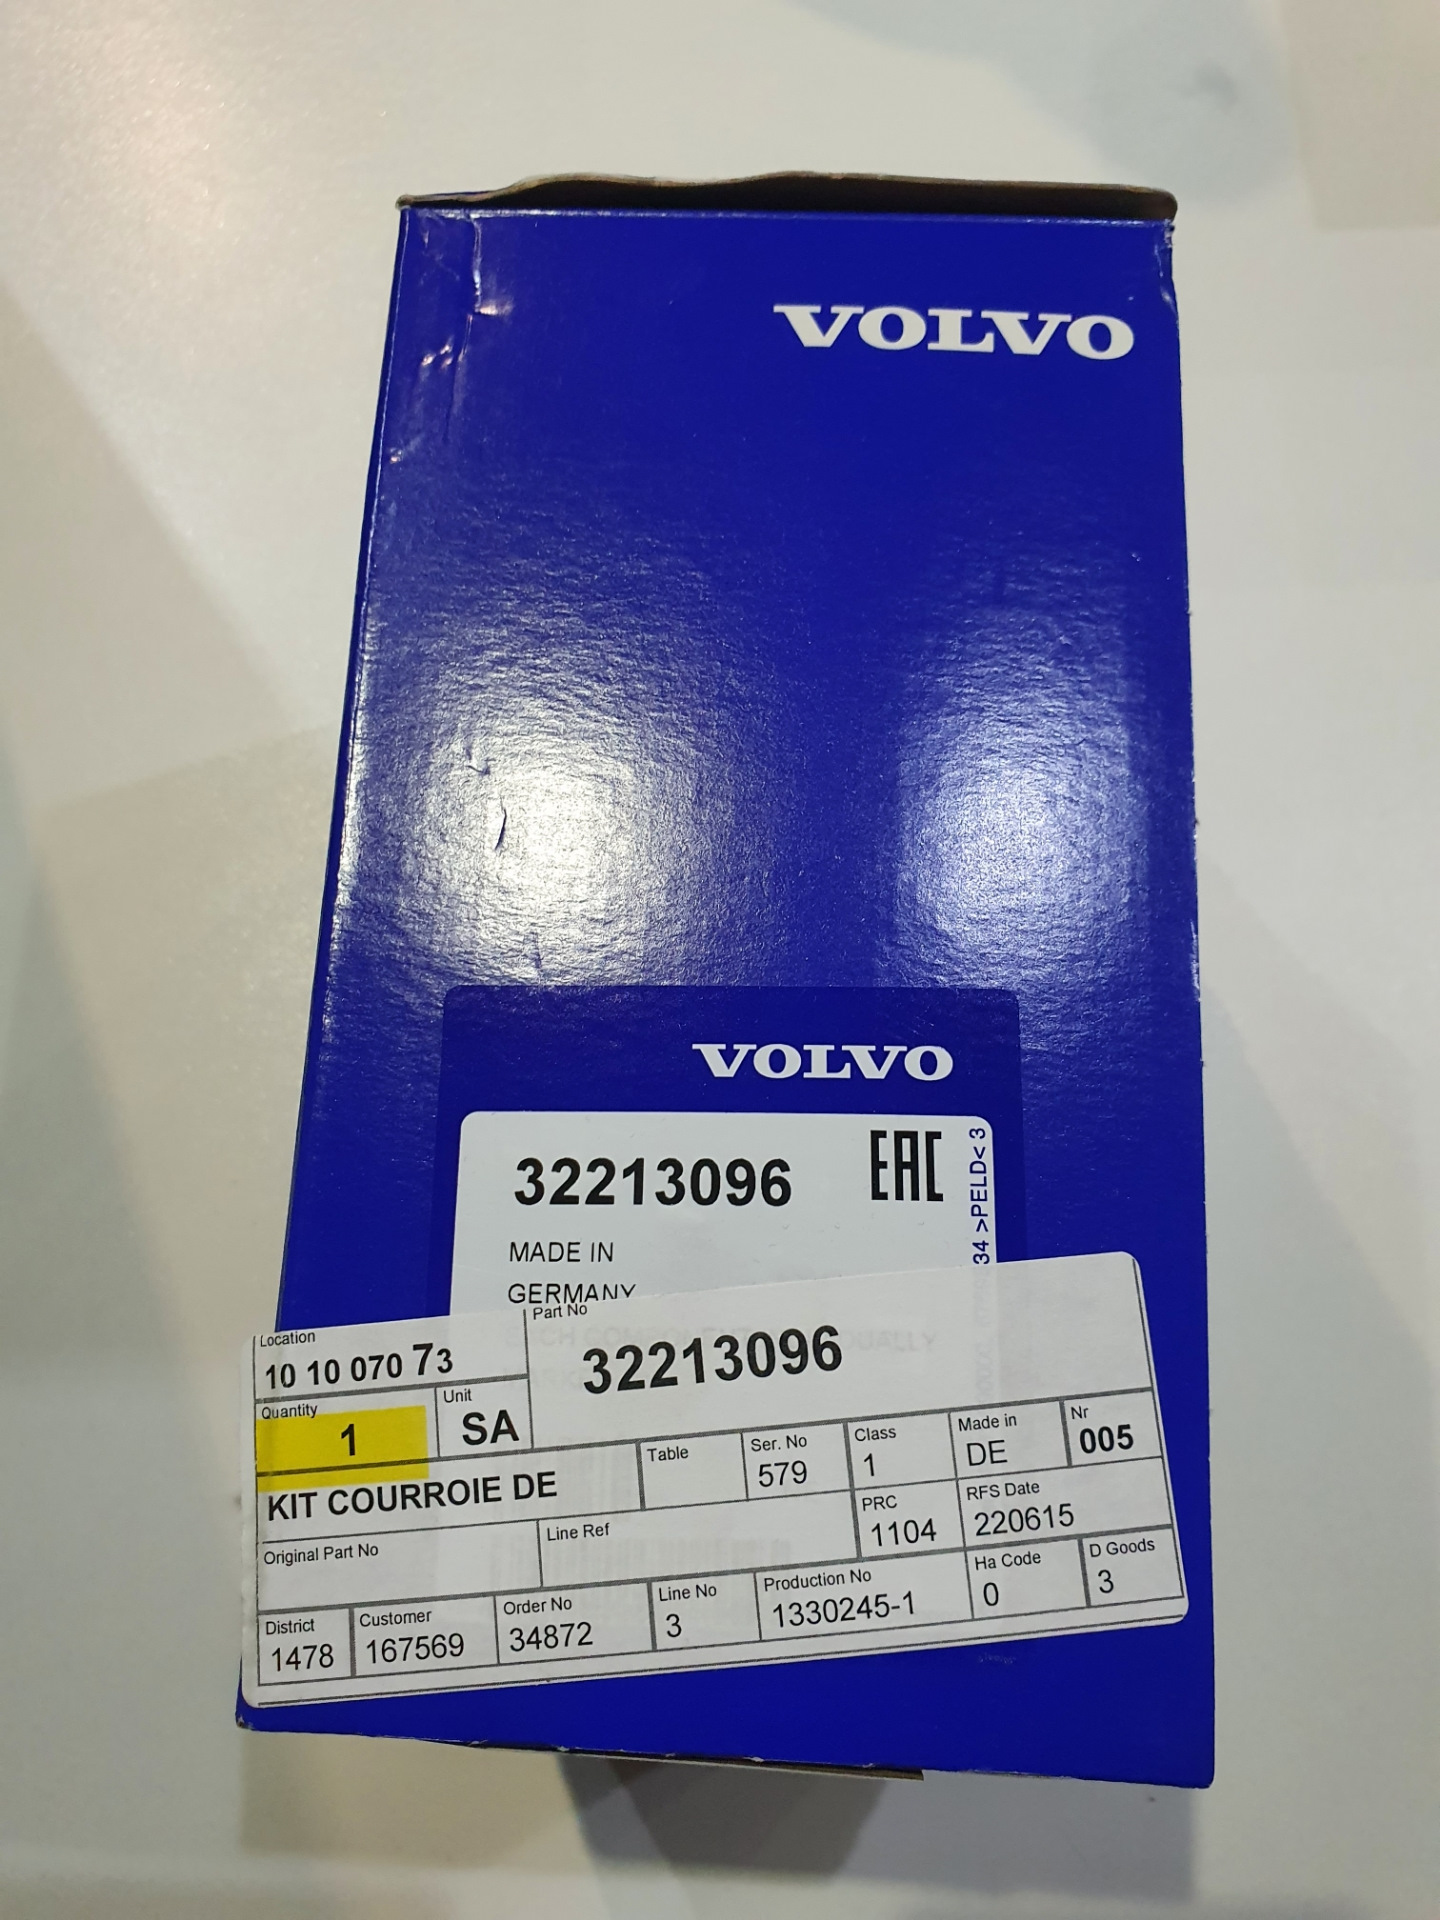 VOLVO
VOLVO
32213096
EAC
34 >PELD< 3
MADE IN
GERMANY
Location
10 10 070 73
Part No
32213096
Quantity
1
Unit
SA
KIT COURROIE DE
Table
Ser. No
579
Class
1
Made in
DE
Nr
005
Original Part No
Line Ref
PRC
1104
RFS Date
220615
District
1478
Customer
167569
Order No
34872
Line No
3
Production No
1330245-1
Ha Code
0
D Goods
3